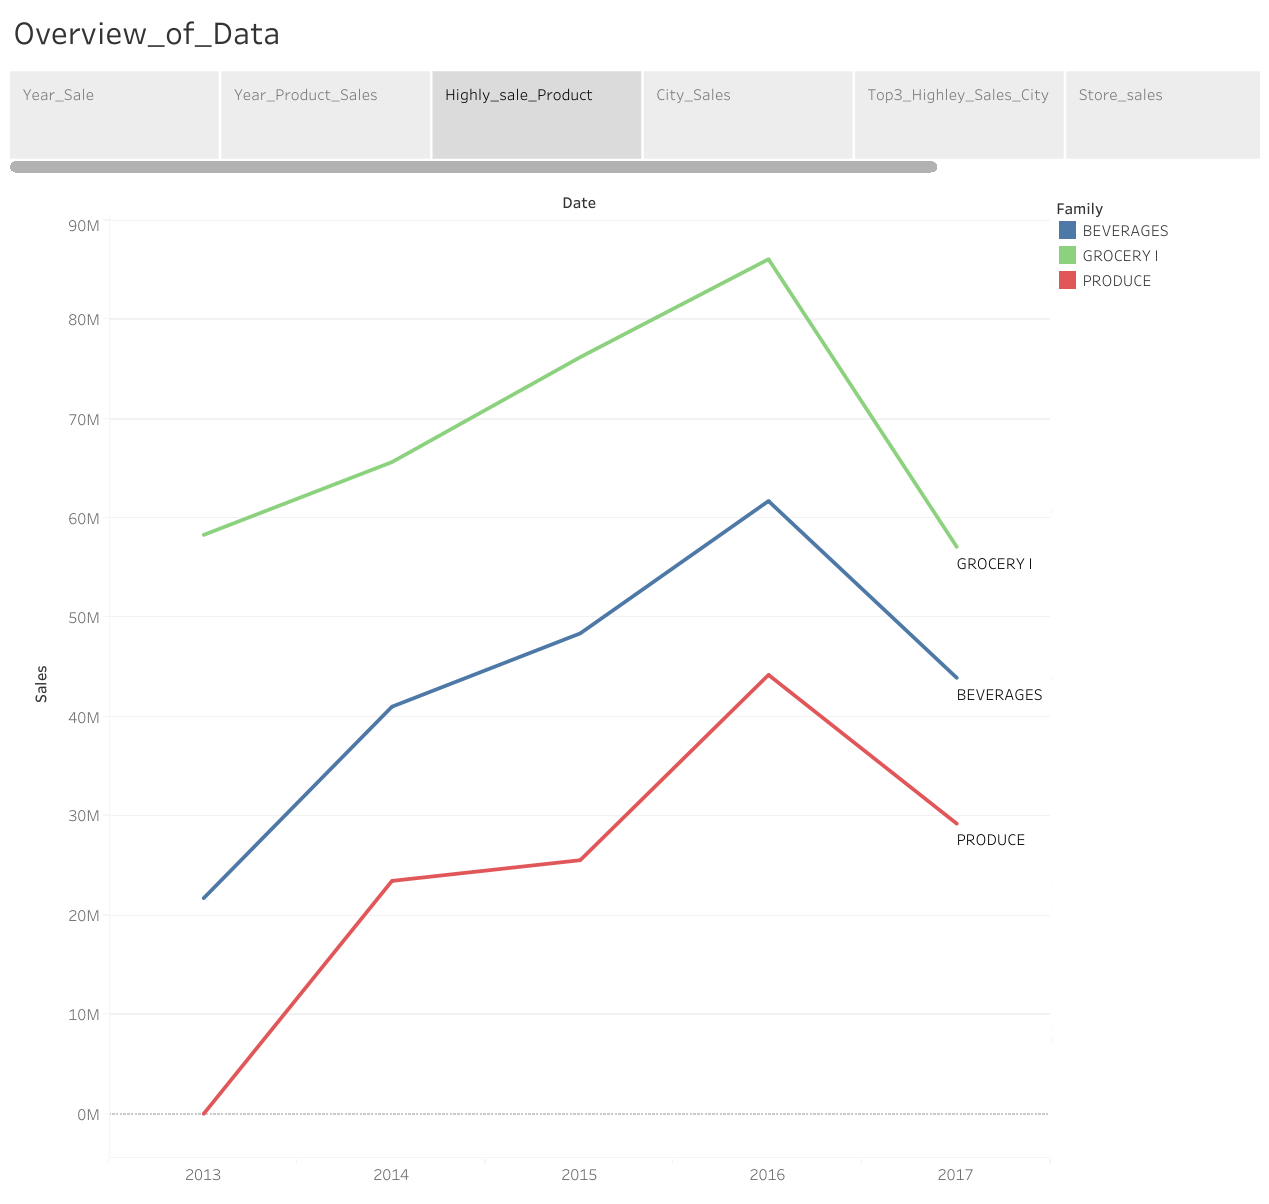 Overview_of_Data
Year_Sale
Year_Product_Sales
Highly_sale_Product
City_Sales
Top3_Highley_Sales_City
Store_sales
Date
Family
BEVERAGES
GROCERY I
PRODUCE
Sales
90M
80M
70M
60M
50M
40M
30M
20M
10M
0M
GROCERY I
BEVERAGES
PRODUCE
2013
2014
2015
2016
2017